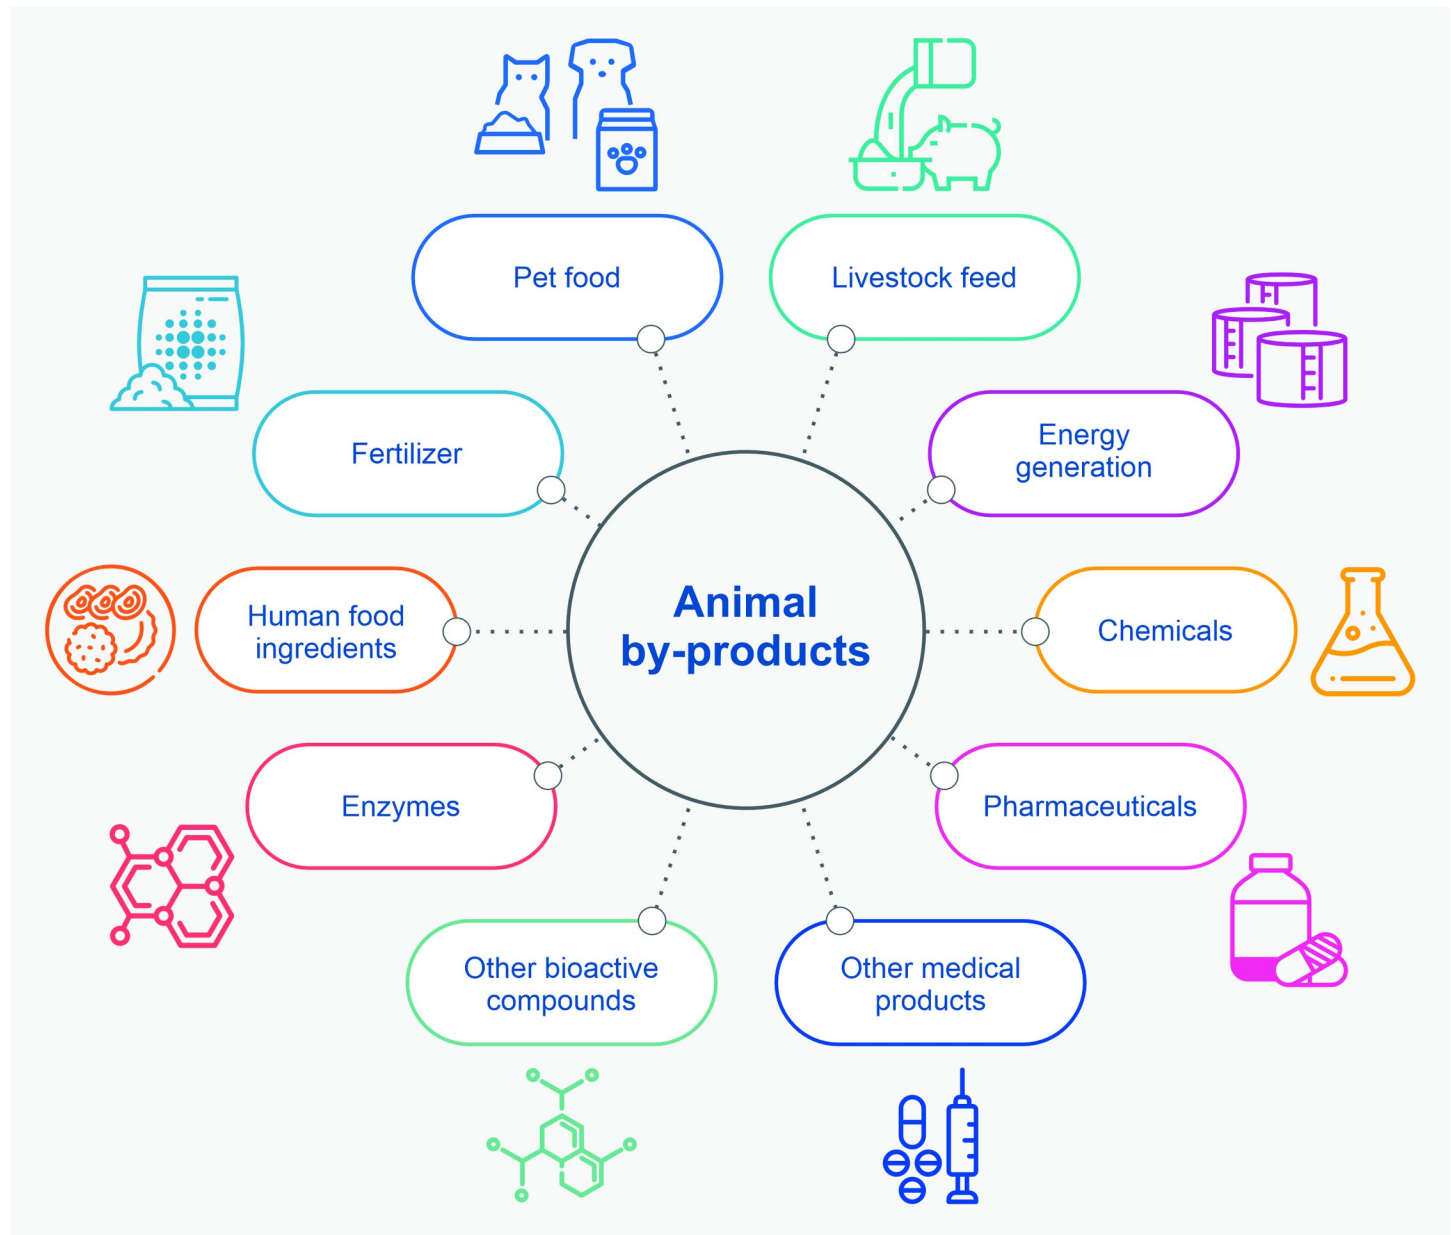 Pet food
Livestock feed
Fertilizer
Energy
generation
Human food
ingredients
Animal
by-products
Chemicals
Enzymes
Pharmaceuticals
Other bioactive
compounds
Other medical
products